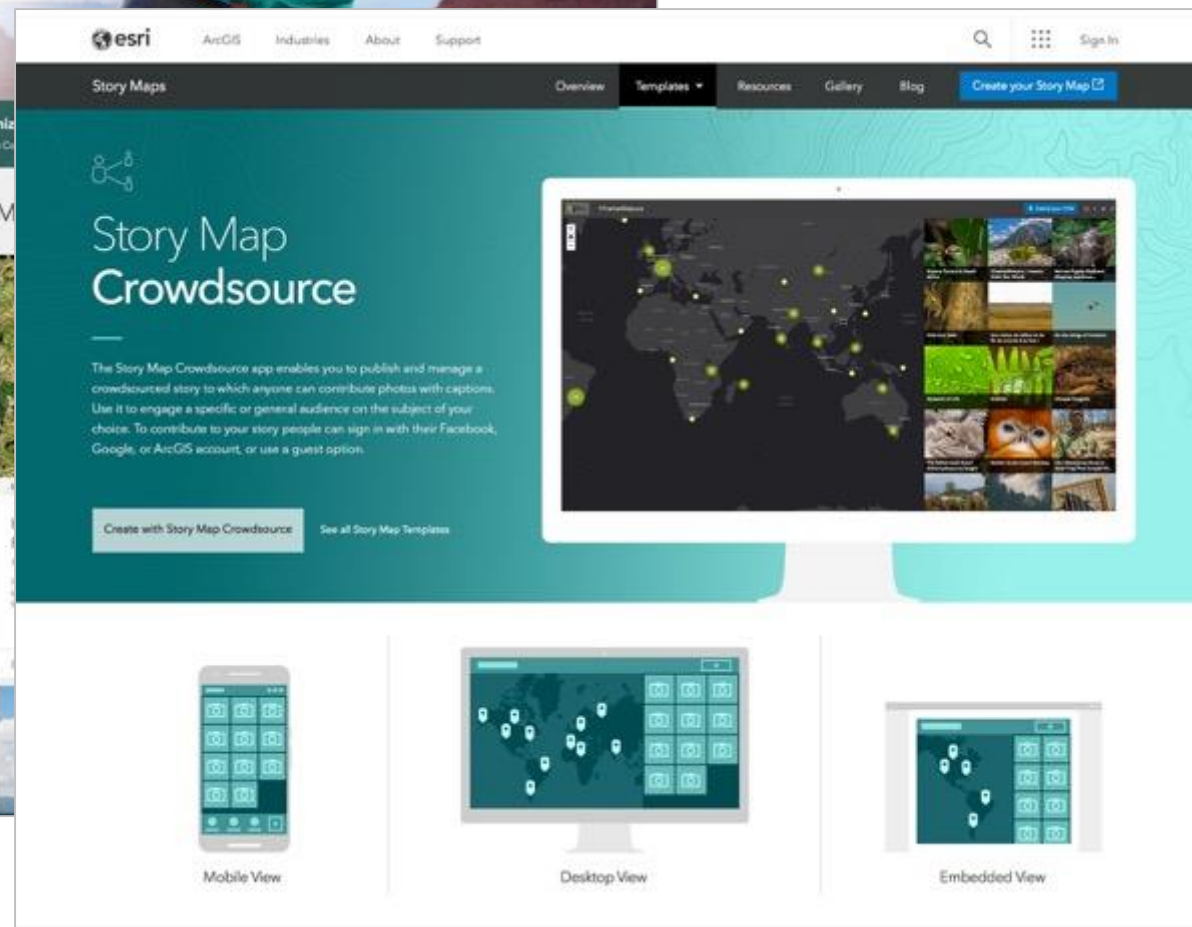 esri
ArcGIS Industries About Support Sign In
Story Maps Overview Templates Resources Gallery Blog Create your Story Map
Story Map
Crowdsource
The Story Map Crowdsource app enables you to publish and manage a
crowdsourced story to which anyone can contribute photos with captions.
Use it to engage a specific or general audience on the subject of your
choice. To contribute to your story people can sign in with their Facebook,
Google, or ArcGIS account, or use a guest option.
Create with Story Map Crowdsource See all Story Map Templates
Mobile View Desktop View Embedded View